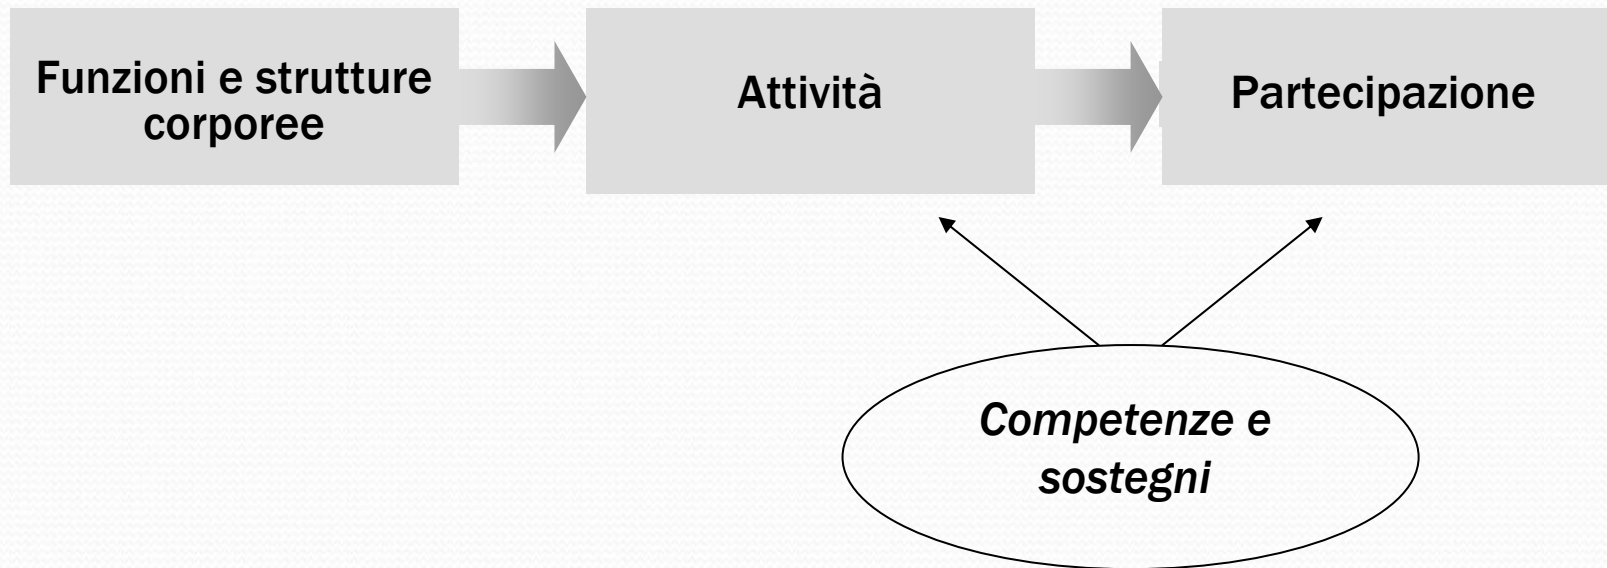 Funzioni e strutture
corporee
Attività
Partecipazione
Competenze e
sostegni